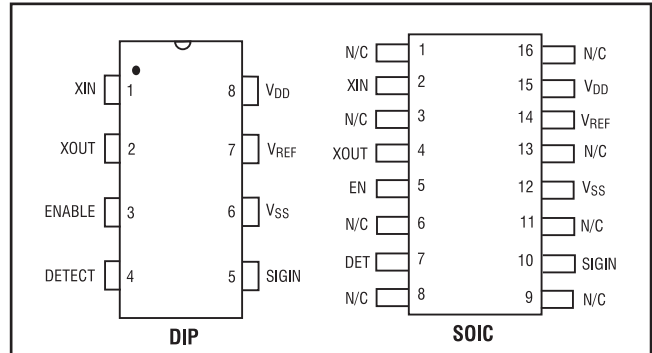 XIN 1 8 VDD
XOUT 2 7 VREF
ENABLE 3 6 VSS
DETECT 4 5 SIGIN
DIP
N/C 1 16 N/C
XIN 2 15 VDD
N/C 3 14 VREF
XOUT 4 13 N/C
EN 5 12 VSS
N/C 6 11 N/C
DET 7 10 SIGIN
N/C 8 9 N/C
SOIC